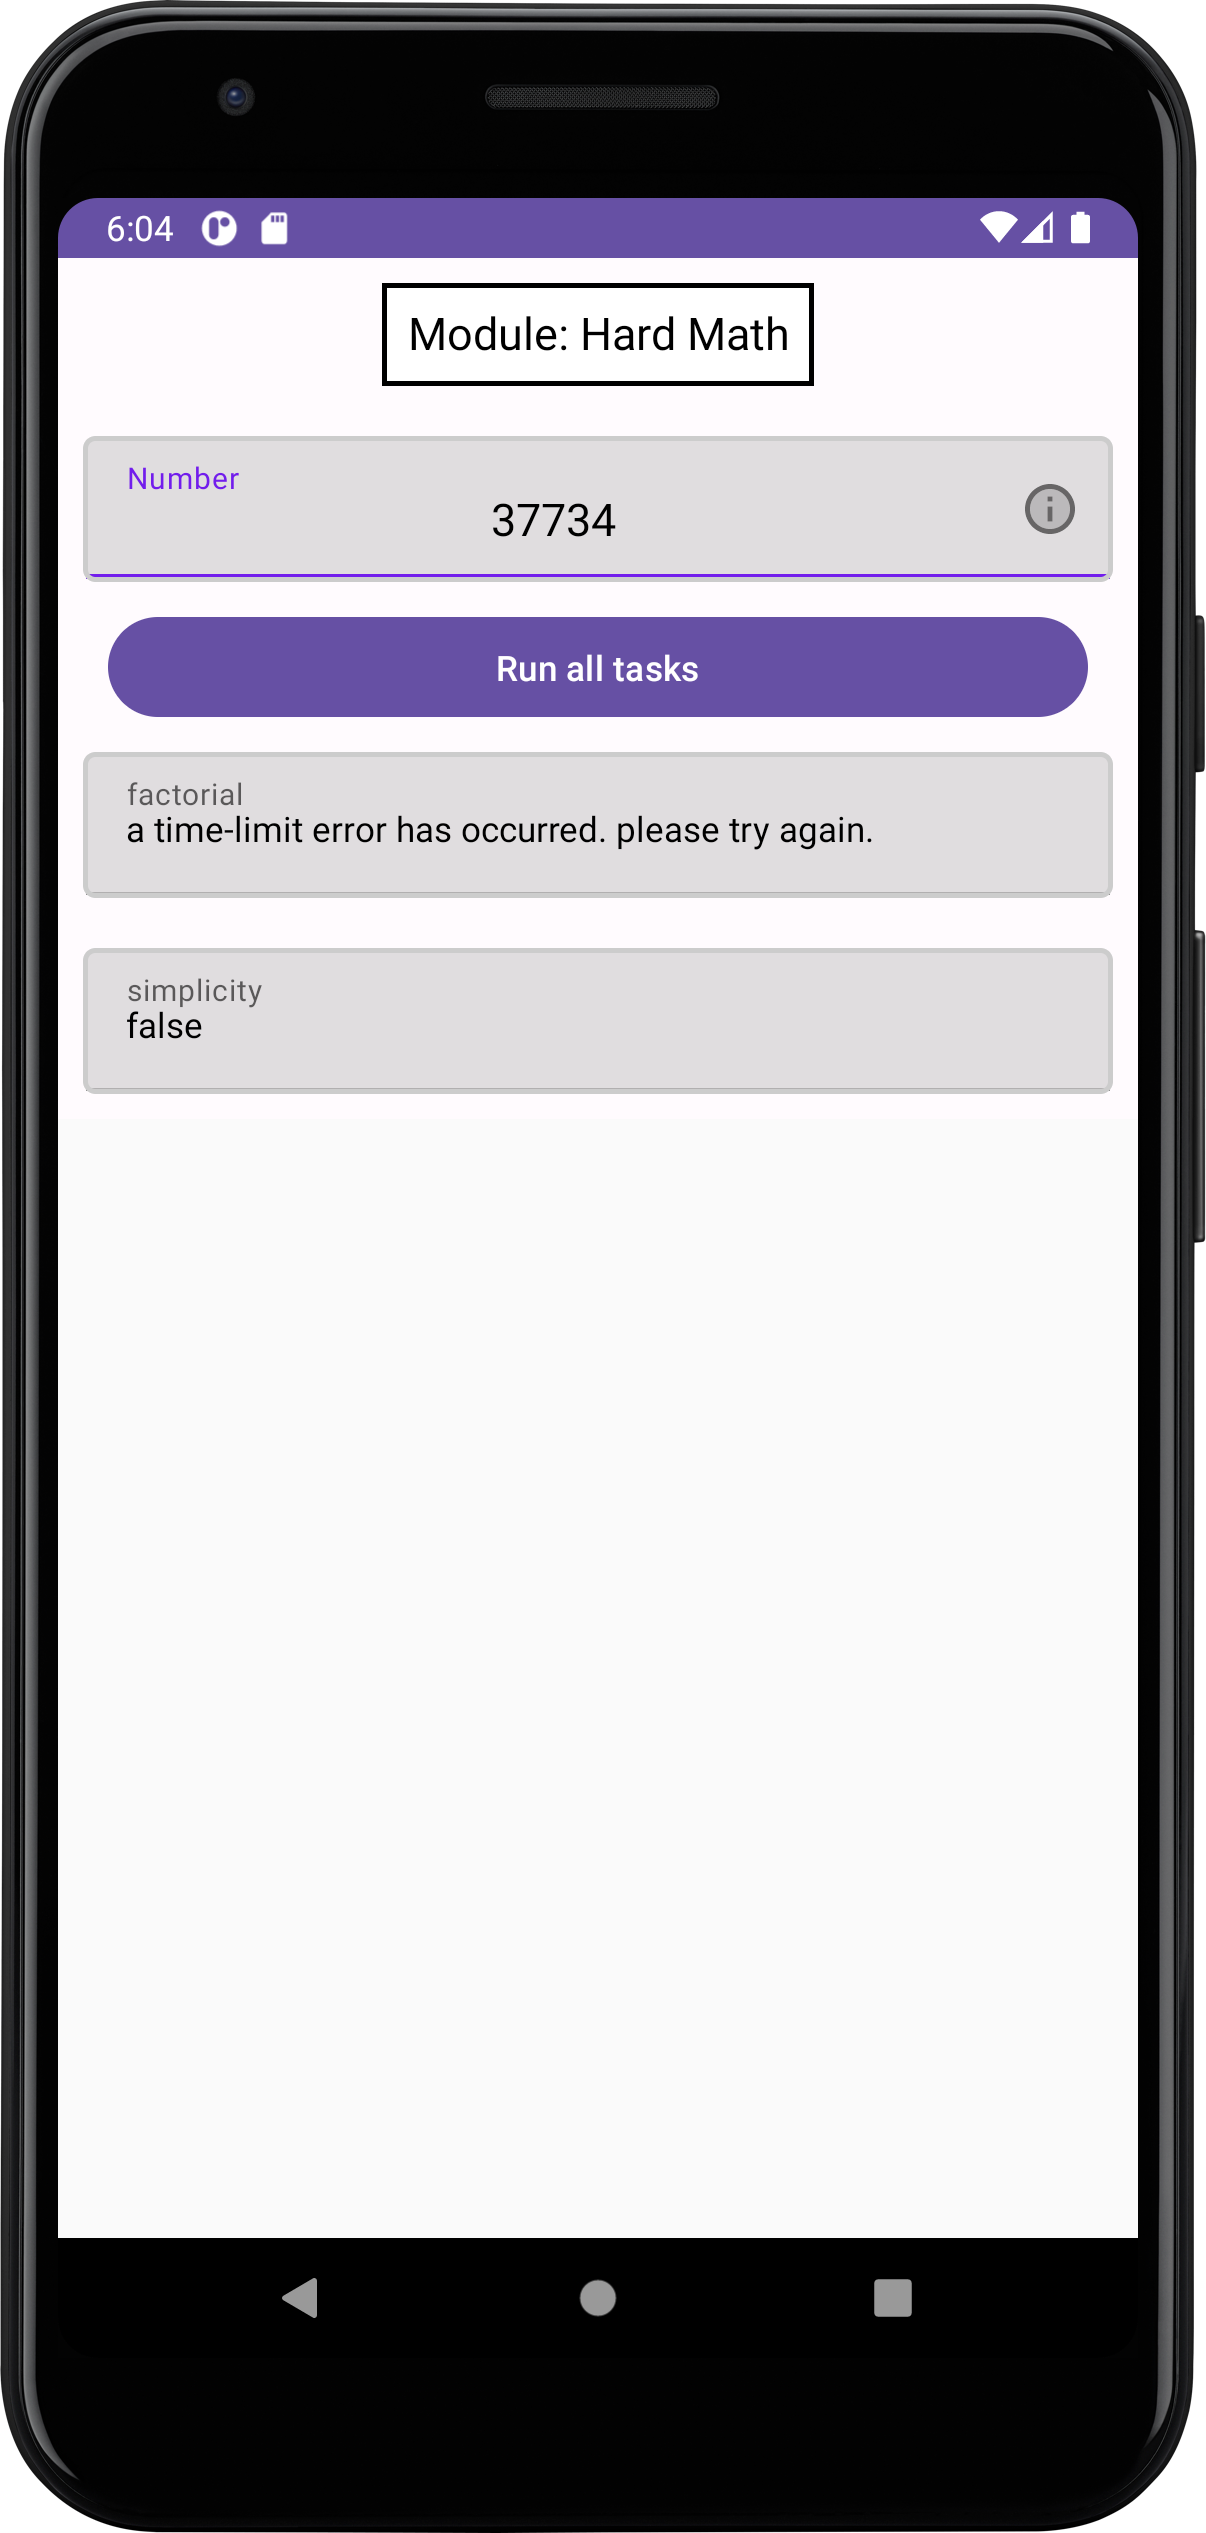 6:04
Module: Hard Math
Number
37734
Run all tasks
factorial
a time-limit error has occurred. please try again.
simplicity
false